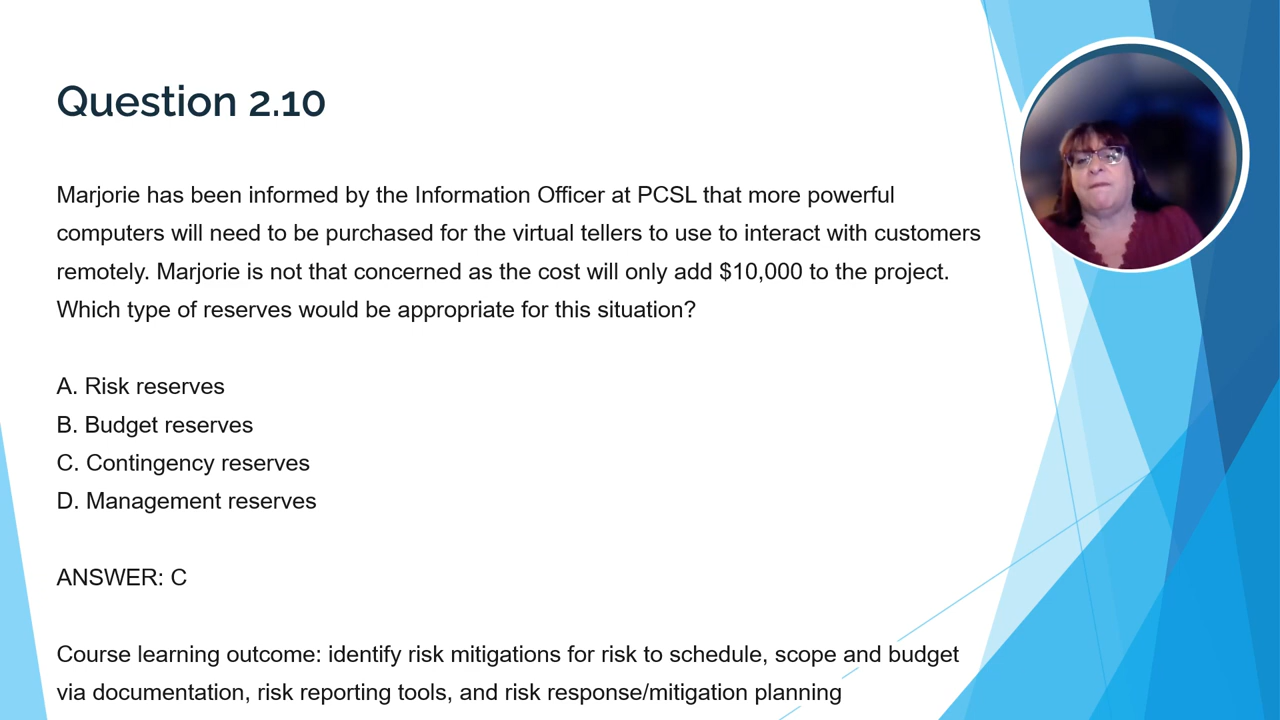 Question 2.10
Marjorie has been informed by the Information Officer at PCSL that more powerful
computers will need to be purchased for the virtual tellers to use to interact with customers
remotely. Marjorie is not that concerned as the cost will only add $10,000 to the project.
Which type of reserves would be appropriate for this situation?
A. Risk reserves
B. Budget reserves
C. Contingency reserves
D. Management reserves
ANSWER: C
Course learning outcome: identify risk mitigations for risk to schedule, scope and budget
via documentation, risk reporting tools, and risk response/mitigation planning